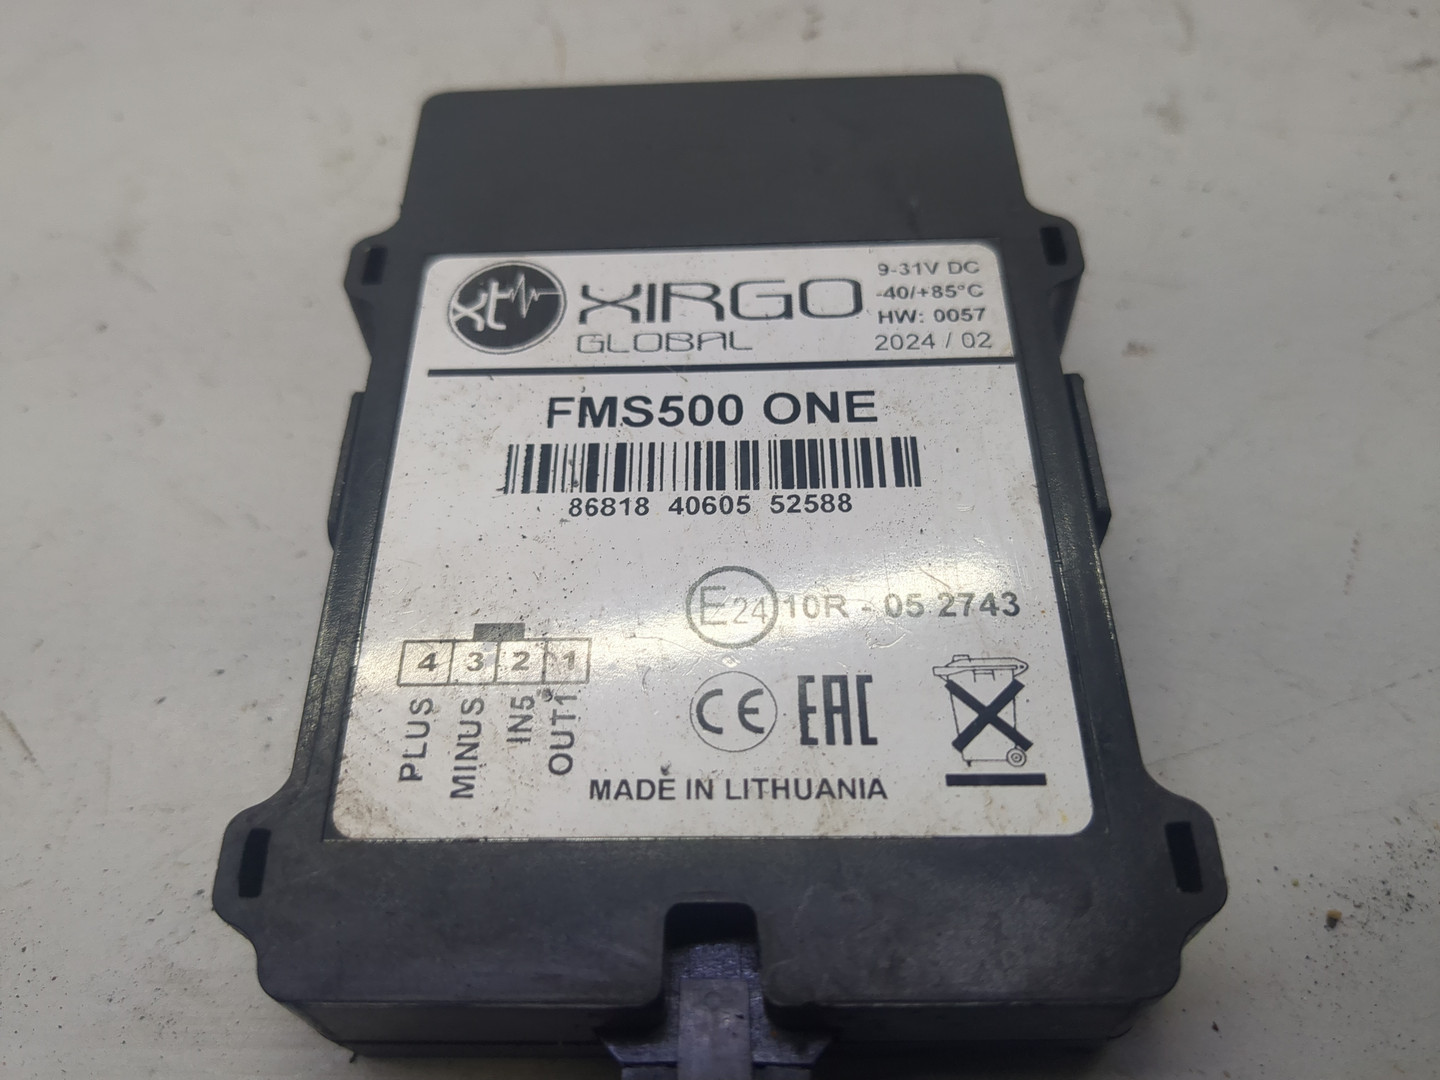 xt XIRGO
GLOBAL
9-31V DC
-40/+85°C
HW: 0057
2024 / 02
FMS500 ONE
86818 40605 52588
E24 10R - 05 2743
4 3 2 1
PLUS
MINUS
IN5
OUT1
CE EAC
MADE IN LITHUANIA